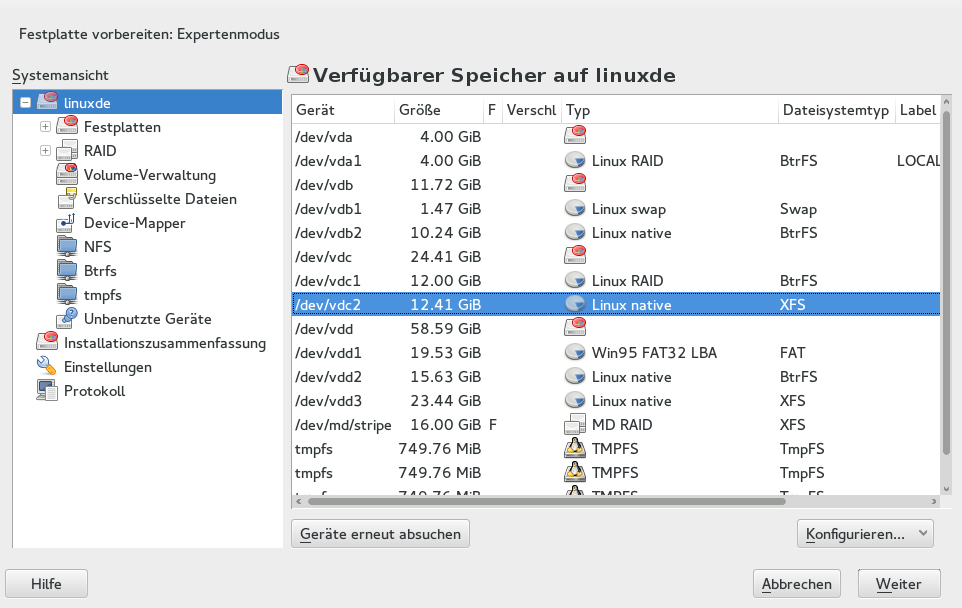 Festplatte vorbereiten: Expertenmodus
Systemansicht
linuxde
Festplatten
RAID
Volume-Verwaltung
Verschlüsselte Dateien
Device-Mapper
NFS
Btrfs
tmpfs
Unbenutzte Geräte
Installationszusammenfassung
Einstellungen
Protokoll
Verfügbarer Speicher auf linuxde
Gerät Größe F Verschl Typ Dateisystemtyp Label
/dev/vda 4.00 GiB
/dev/vda1 4.00 GiB Linux RAID BtrFS LOCAL
/dev/vdb 11.72 GiB
/dev/vdb1 1.47 GiB Linux swap Swap
/dev/vdb2 10.24 GiB Linux native BtrFS
/dev/vdc 24.41 GiB
/dev/vdc1 12.00 GiB Linux RAID BtrFS
/dev/vdc2 12.41 GiB Linux native XFS
/dev/vdd 58.59 GiB
/dev/vdd1 19.53 GiB Win95 FAT32 LBA FAT
/dev/vdd2 15.63 GiB Linux native BtrFS
/dev/vdd3 23.44 GiB Linux native XFS
/dev/md/stripe 16.00 GiB F MD RAID XFS
tmpfs 749.76 MiB TMPFS TmpFS
tmpfs 749.76 MiB TMPFS TmpFS
tmpfs 749.76 MiB TMPFS TmpFS
Geräte erneut absuchen Konfigurieren...
Hilfe Abbrechen Weiter